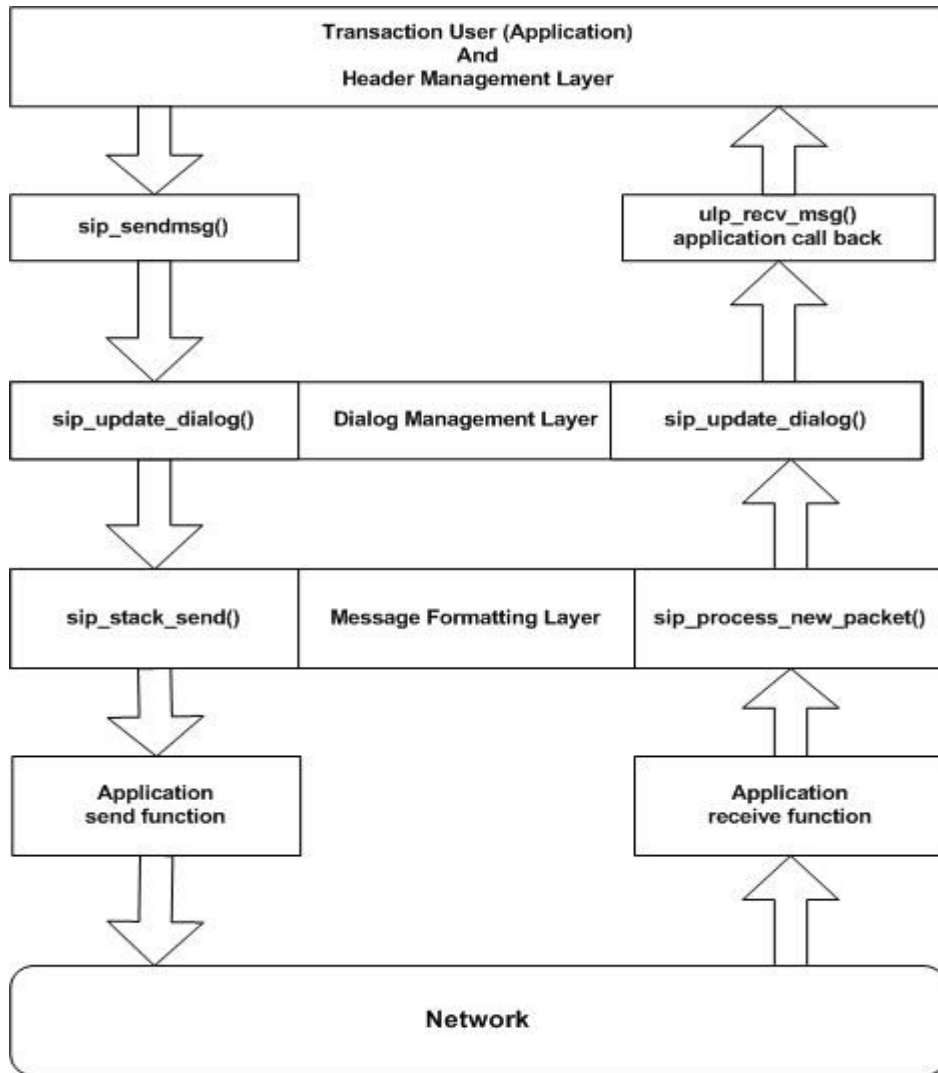 Transaction User (Application)
And
Header Management Layer
sip_sendmsg()
ulp_recv_msg()
application call back
sip_update_dialog()
Dialog Management Layer
sip_update_dialog()
sip_stack_send()
Message Formatting Layer
sip_process_new_packet()
Application
send function
Application
receive function
Network